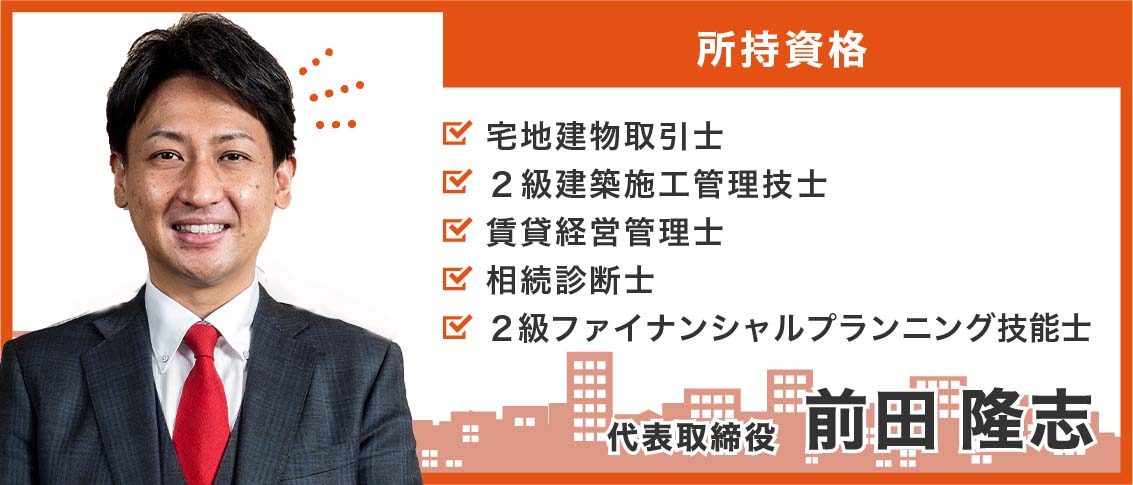 所持資格
宅地建物取引士
２級建築施工管理技士
賃貸経営管理士
相続診断士
２級ファイナンシャルプランニング技能士
代表取締役 前田 隆志